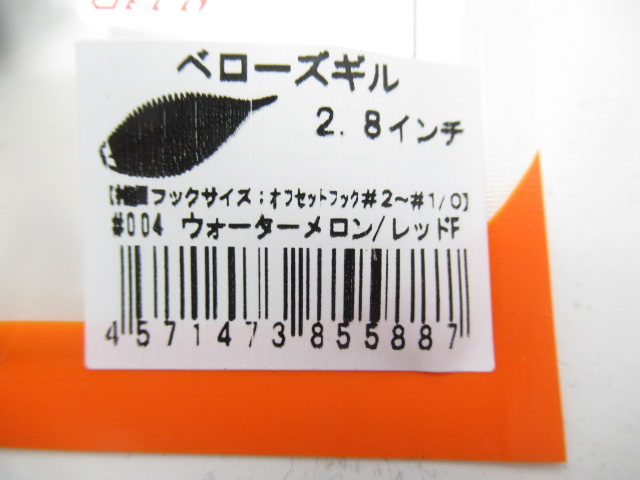 ベローズギル
2.8インチ
フックサイズ:オフセットフック#2~#1/0】
#004 ウォーターメロン/レッドF
4571473855887